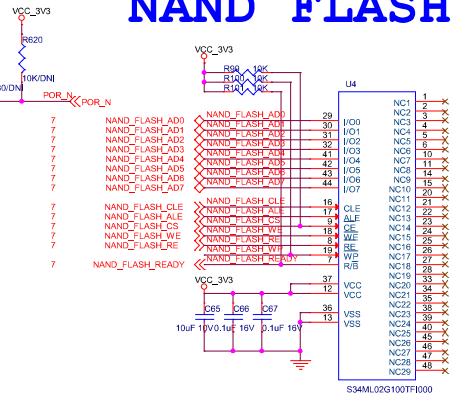 NAND FLASH
VCC_3V3
R620
10K/DNI
POR_N
POR_N
VCC_3V3
R99 10K
R100 10K
R101 10K
U4
7 NAND_FLASH_AD0 NAND_FLASH_AD0 29 I/O0
7 NAND_FLASH_AD1 NAND_FLASH_AD1 30 I/O1
7 NAND_FLASH_AD2 NAND_FLASH_AD2 31 I/O2
7 NAND_FLASH_AD3 NAND_FLASH_AD3 32 I/O3
7 NAND_FLASH_AD4 NAND_FLASH_AD4 41 I/O4
7 NAND_FLASH_AD5 NAND_FLASH_AD5 42 I/O5
7 NAND_FLASH_AD6 NAND_FLASH_AD6 43 I/O6
7 NAND_FLASH_AD7 NAND_FLASH_AD7 44 I/O7
7 NAND_FLASH_CLE NAND_FLASH_CLE 16 CLE
7 NAND_FLASH_ALE NAND_FLASH_ALE 17 ALE
7 NAND_FLASH_CS NAND_FLASH_CS 9 CE
7 NAND_FLASH_WE NAND_FLASH_WE 18 WE
7 NAND_FLASH_RE NAND_FLASH_RE 8 RE
NAND_FLASH_WP 19 WP
7 NAND_FLASH_READY NAND_FLASH_READY 7 R/B
VCC_3V3
37 VCC
12 VCC
36 VSS
13 VSS
C65 C66 C67
10uF 10V 0.1uF 16V 0.1uF 16V
NC1 1
NC2 2
NC3 3
NC4 4
NC5 5
NC6 6
NC7 10
NC8 11
NC9 14
NC10 15
NC11 20
NC12 21
NC13 22
NC14 23
NC15 24
NC16 25
NC17 26
NC18 27
NC19 28
NC20 33
NC21 34
NC22 35
NC23 38
NC24 39
NC25 40
NC26 45
NC27 46
NC28 47
NC29 48
S34ML02G100TFI000